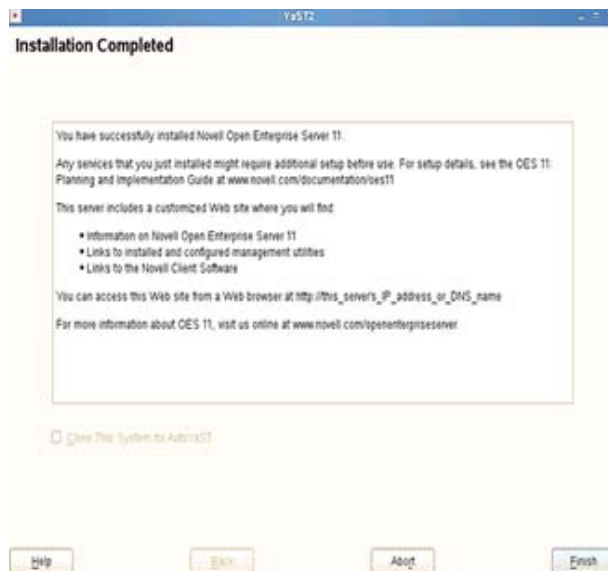 YaST2
Installation Completed
You have successfully installed Novell Open Enterprise Server 11.
Any services that you just installed might require additional setup before use. For setup details, see the OES 11:
Planning and Implementation Guide at www.novell.com/documentation/oes11
This server includes a customized Web site where you will find:
• Information on Novell Open Enterprise Server 11
• Links to installed and configured management utilities
• Links to the Novell Client Software
You can access this Web site from a Web browser at http://this_server's_IP_address_or_DNS_name
For more information about OES 11, visit us online at www.novell.com/openenterpriseserver
Clone This System for AutoYaST
Help
Back
Abort
Finish